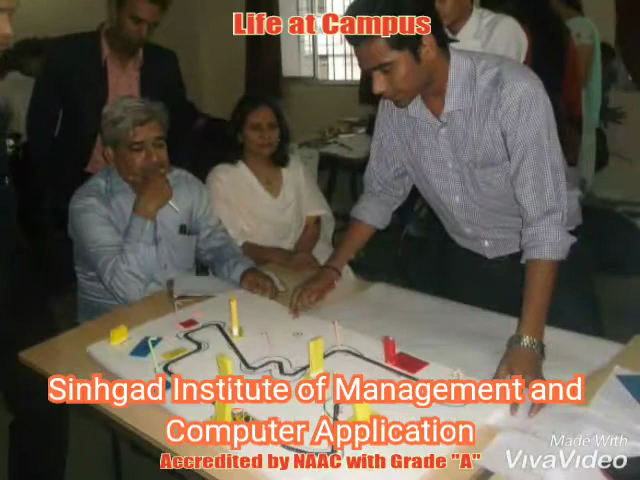 Life at Campus
Sinhgad Institute of Management and
Computer Application
Accredited by NAAC with Grade "A"
Made With
VivaVideo